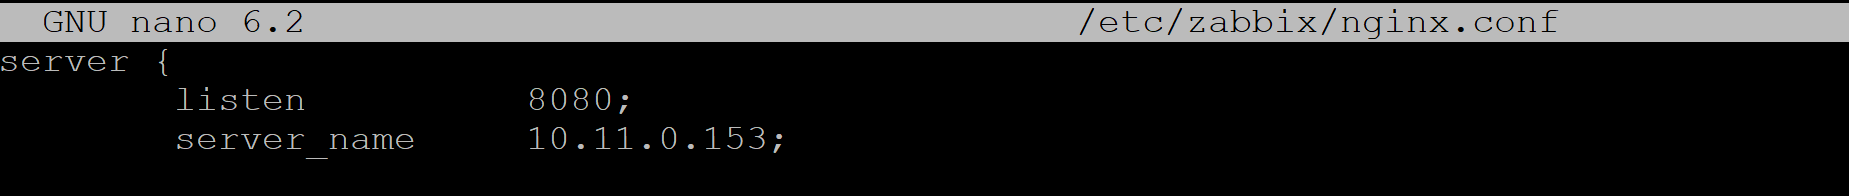 GNU nano 6.2 /etc/zabbix/nginx.conf
server {
listen 8080;
server_name 10.11.0.153;